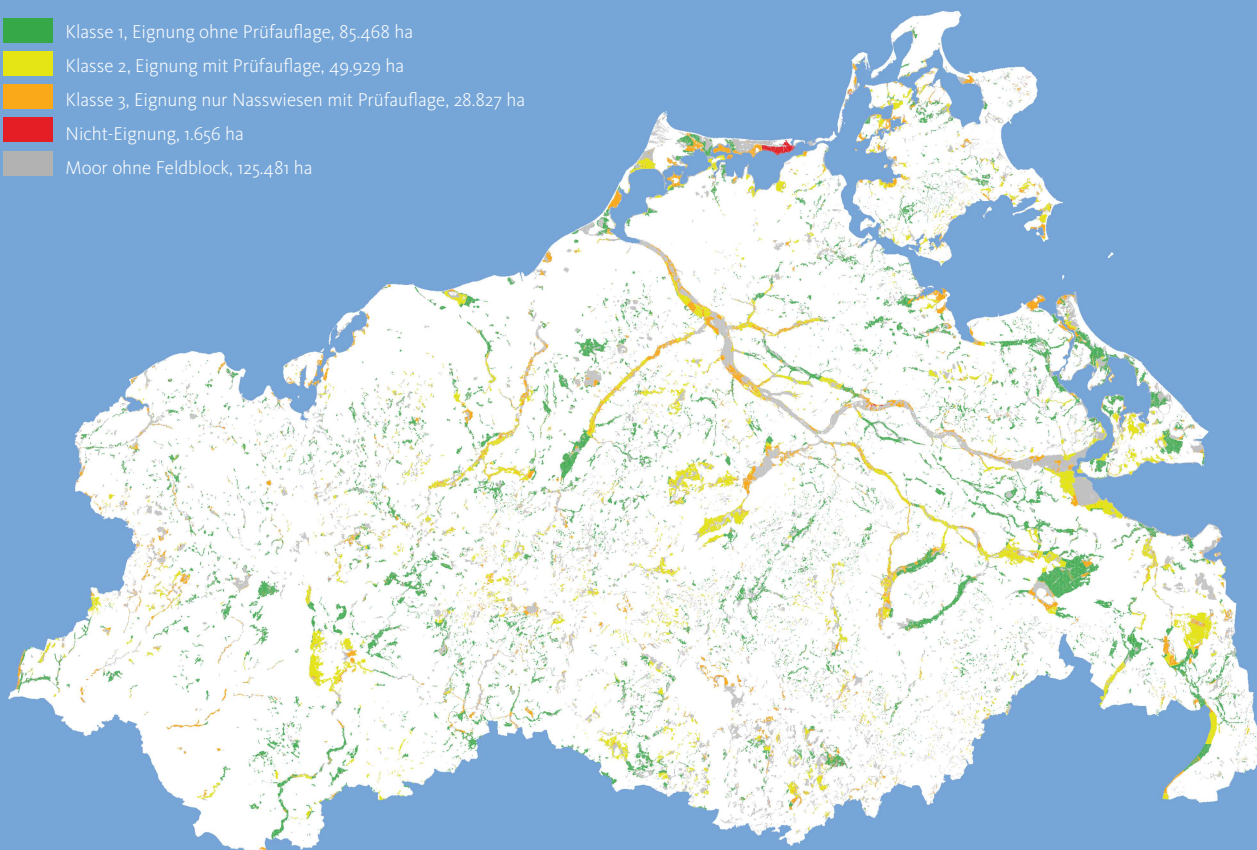 Klasse 1, Eignung ohne Prüfauflage, 85.468 ha
Klasse 2, Eignung mit Prüfauflage, 49.929 ha
Klasse 3, Eignung nur Nasswiesen mit Prüfauflage, 28.827 ha
Nicht-Eignung, 1.656 ha
Moor ohne Feldblock, 125.481 ha